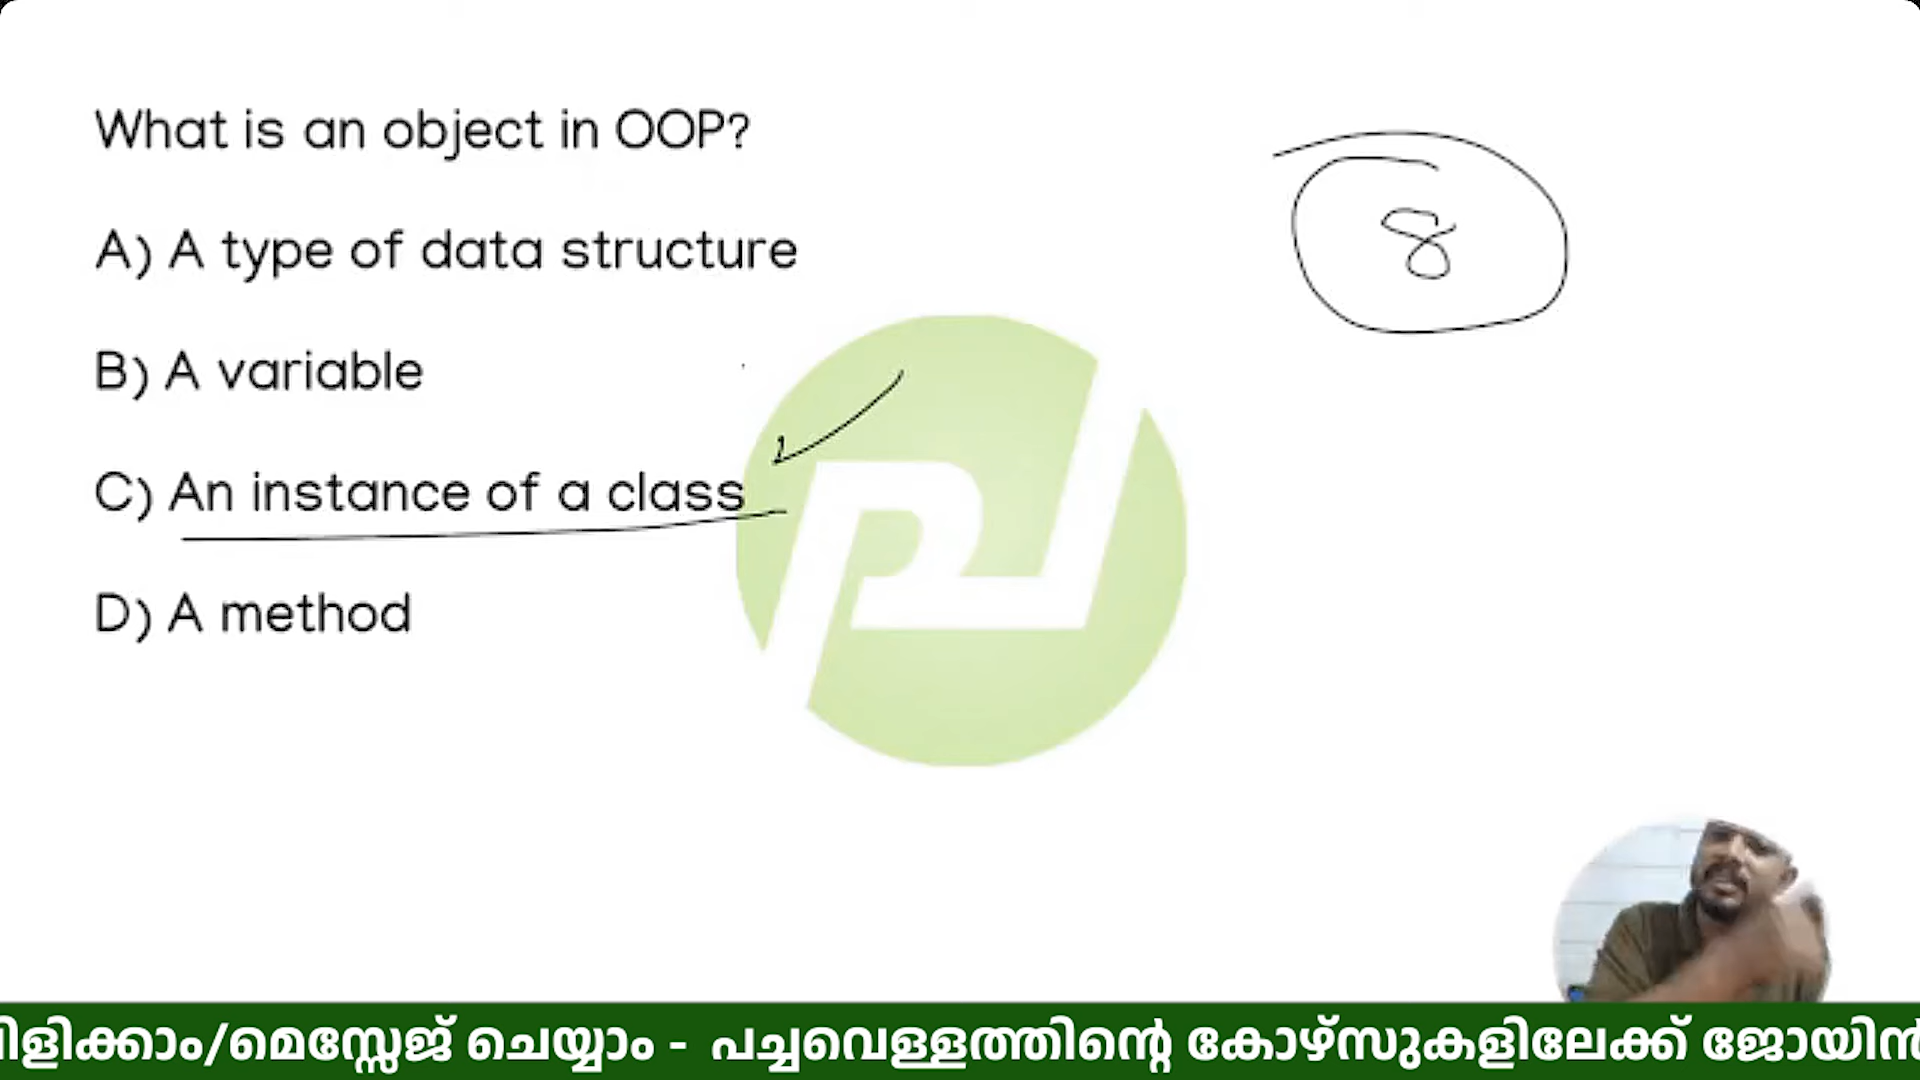 What is an object in OOP?
8
A) A type of data structure
B) A variable
C) An instance of a class
D) A method
മെസ്സേജ് ചെയ്യാം - പച്ചവെള്ളത്തിന്റെ കോഴ്സുകളിലേക്ക്